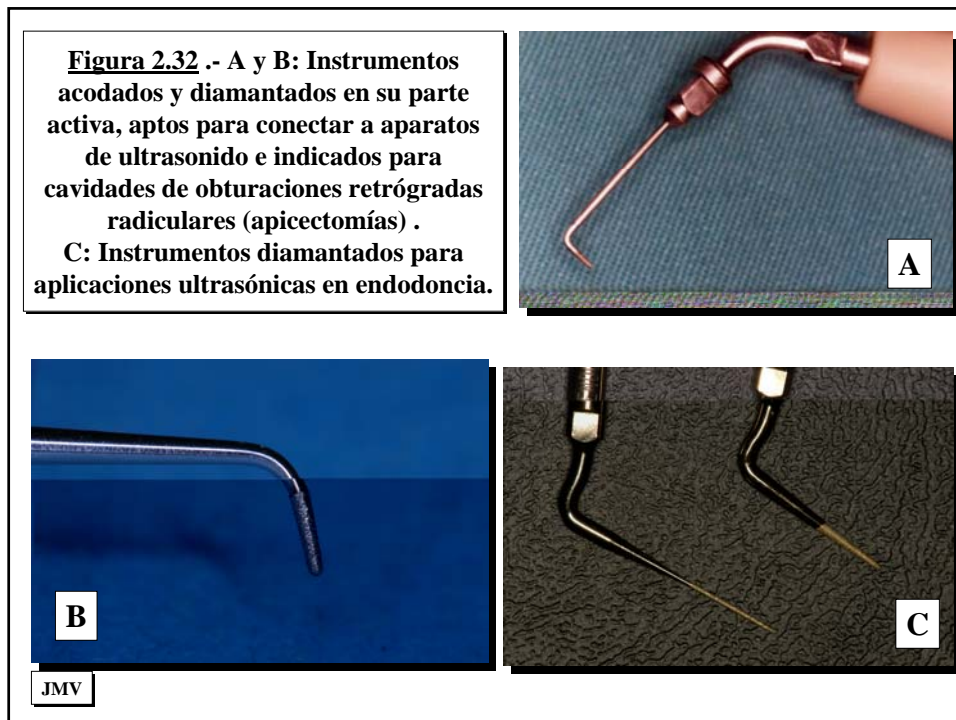 Figura 2.32 .- A y B: Instrumentos
acodados y diamantados en su parte
activa, aptos para conectar a aparatos
de ultrasonido e indicados para
cavidades de obturaciones retrógradas
radiculares (apicectomías) .
C: Instrumentos diamantados para
aplicaciones ultrasónicas en endodoncia.
A
B
C
JMV